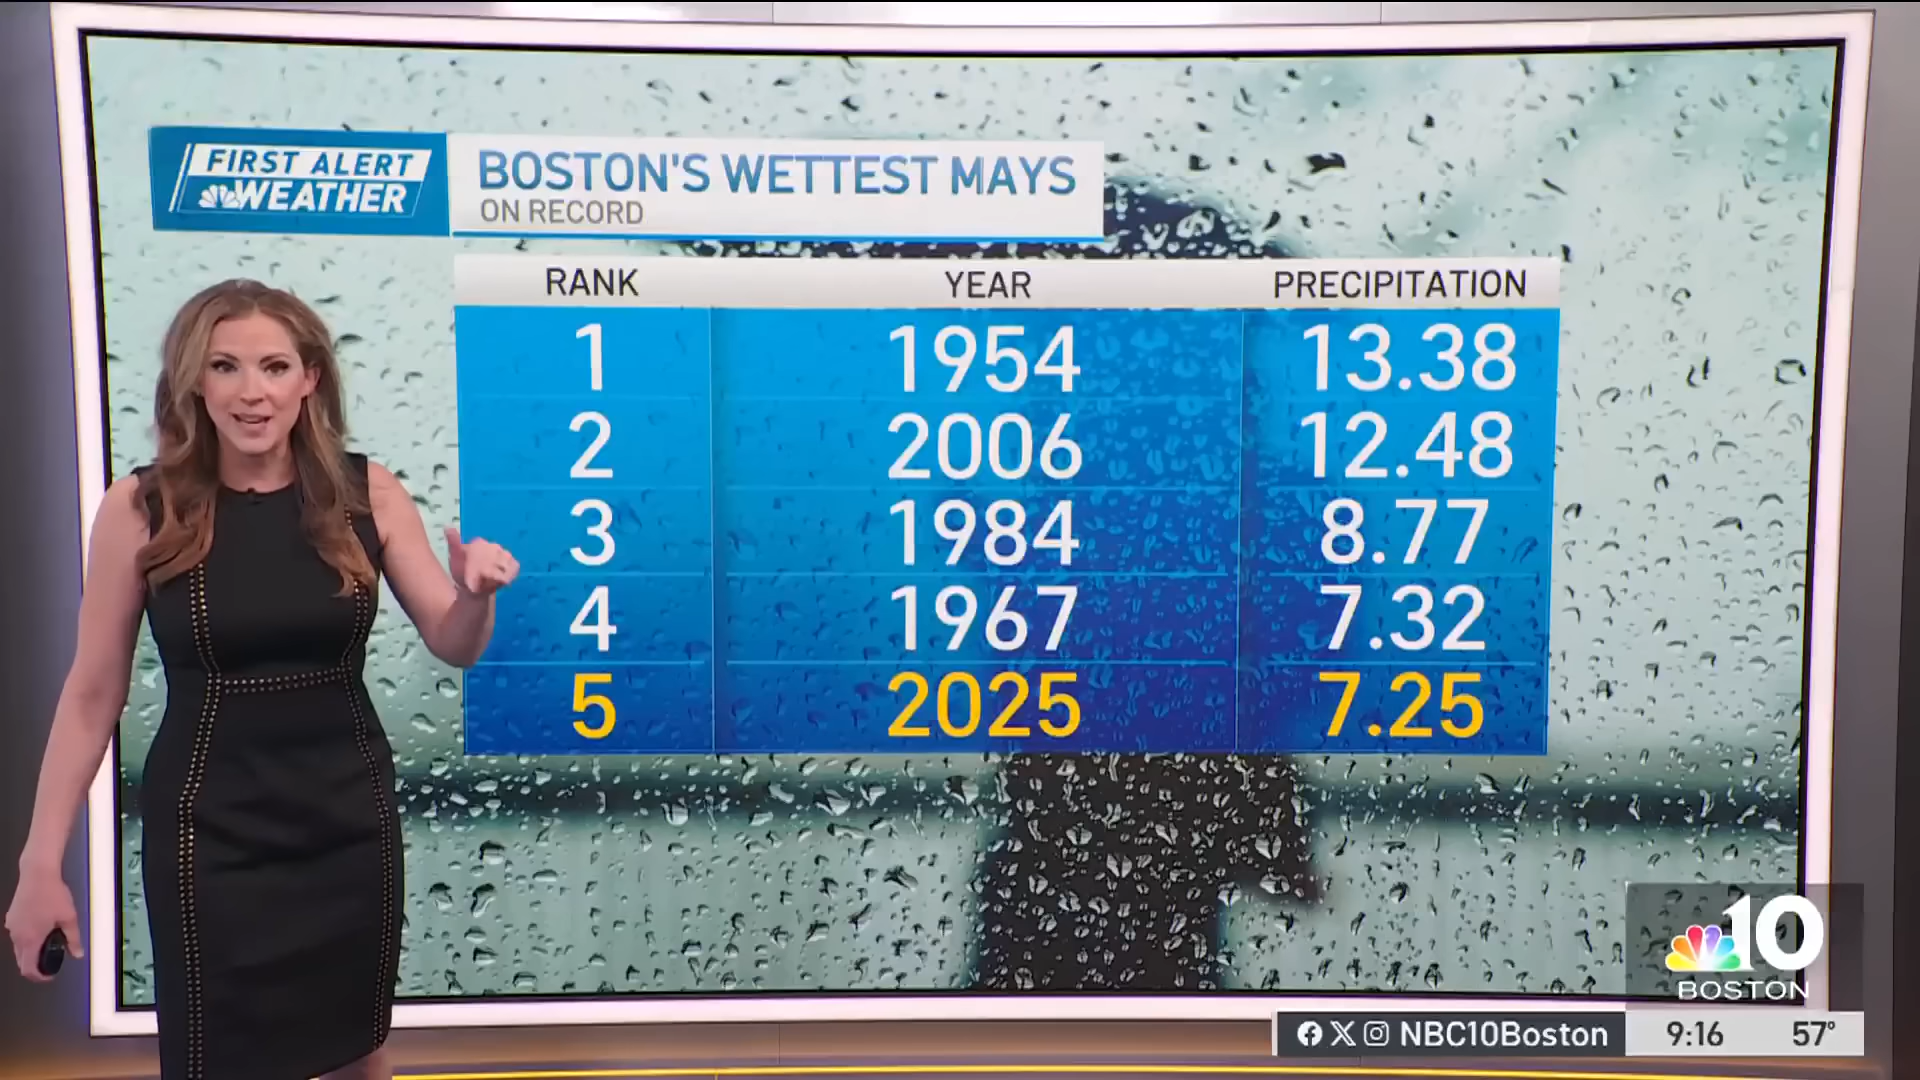 FIRST ALERT
WEATHER
BOSTON'S WETTEST MAYS
ON RECORD
RANK YEAR PRECIPITATION
1 1954 13.38
2 2006 12.48
3 1984 8.77
4 1967 7.32
5 2025 7.25
10
BOSTON
NBC10Boston 9:16 57°